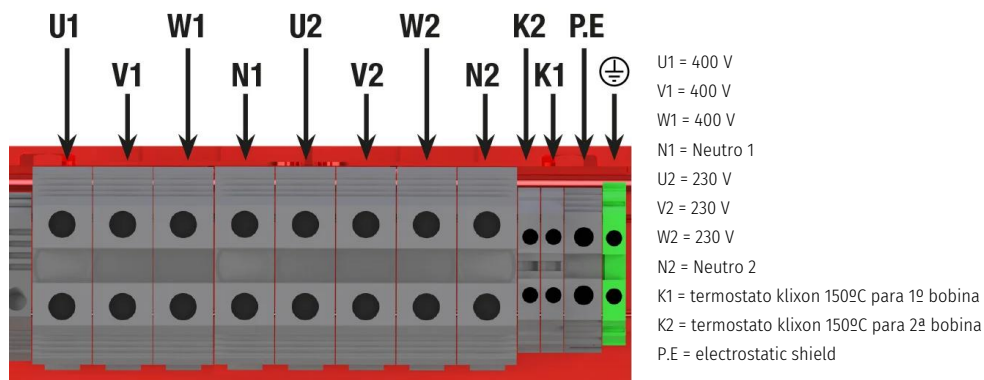 U1 W1 U2 W2 K2 P.E
V1 N1 V2 N2 K1
U1 = 400 V
V1 = 400 V
W1 = 400 V
N1 = Neutro 1
U2 = 230 V
V2 = 230 V
W2 = 230 V
N2 = Neutro 2
K1 = termostato klixon 150ºC para 1º bobina
K2 = termostato klixon 150ºC para 2ª bobina
P.E = electrostatic shield